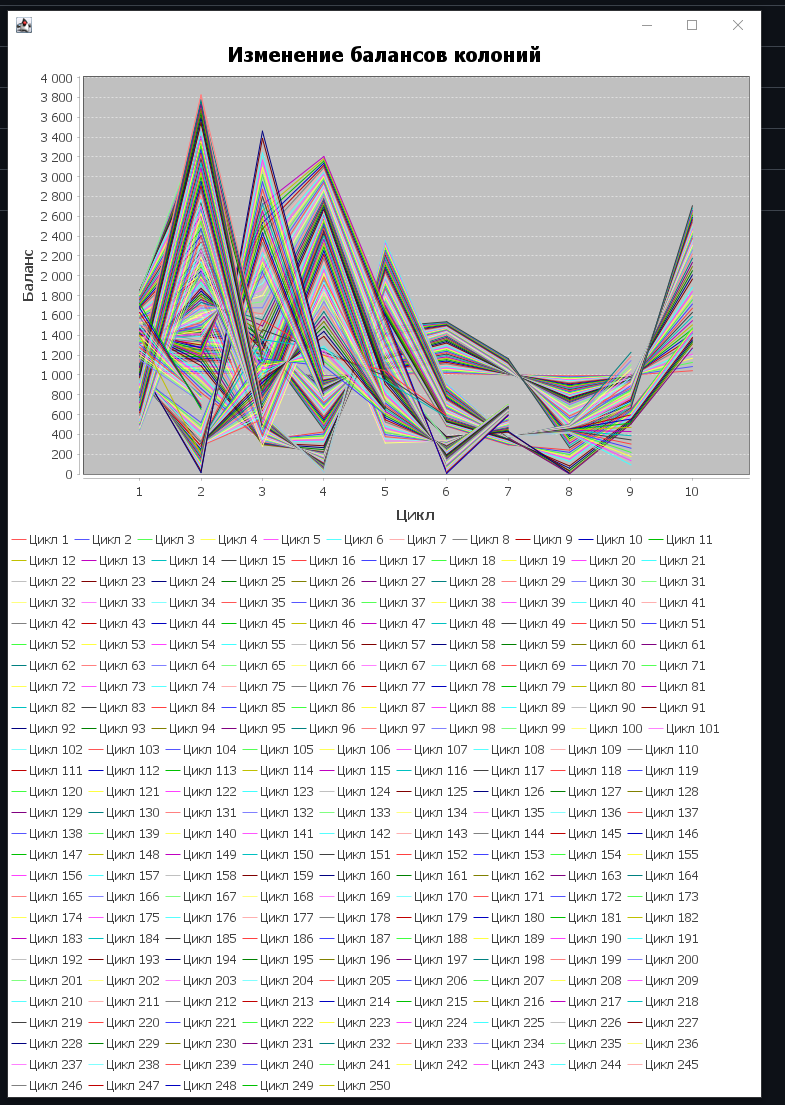 Изменение балансов колоний
4 000
3 800
3 600
3 400
3 200
3 000
2 800
2 600
2 400
2 200
2 000
1 800
1 600
1 400
1 200
1 000
800
600
400
200
0
Баланс
1 2 3 4 5 6 7 8 9 10
Цикл
Цикл 1 Цикл 2 Цикл 3 Цикл 4 Цикл 5 Цикл 6 Цикл 7 Цикл 8 Цикл 9 Цикл 10 Цикл 11
Цикл 12 Цикл 13 Цикл 14 Цикл 15 Цикл 16 Цикл 17 Цикл 18 Цикл 19 Цикл 20 Цикл 21
Цикл 22 Цикл 23 Цикл 24 Цикл 25 Цикл 26 Цикл 27 Цикл 28 Цикл 29 Цикл 30 Цикл 31
Цикл 32 Цикл 33 Цикл 34 Цикл 35 Цикл 36 Цикл 37 Цикл 38 Цикл 39 Цикл 40 Цикл 41
Цикл 42 Цикл 43 Цикл 44 Цикл 45 Цикл 46 Цикл 47 Цикл 48 Цикл 49 Цикл 50 Цикл 51
Цикл 52 Цикл 53 Цикл 54 Цикл 55 Цикл 56 Цикл 57 Цикл 58 Цикл 59 Цикл 60 Цикл 61
Цикл 62 Цикл 63 Цикл 64 Цикл 65 Цикл 66 Цикл 67 Цикл 68 Цикл 69 Цикл 70 Цикл 71
Цикл 72 Цикл 73 Цикл 74 Цикл 75 Цикл 76 Цикл 77 Цикл 78 Цикл 79 Цикл 80 Цикл 81
Цикл 82 Цикл 83 Цикл 84 Цикл 85 Цикл 86 Цикл 87 Цикл 88 Цикл 89 Цикл 90 Цикл 91
Цикл 92 Цикл 93 Цикл 94 Цикл 95 Цикл 96 Цикл 97 Цикл 98 Цикл 99 Цикл 100 Цикл 101
Цикл 102 Цикл 103 Цикл 104 Цикл 105 Цикл 106 Цикл 107 Цикл 108 Цикл 109 Цикл 110
Цикл 111 Цикл 112 Цикл 113 Цикл 114 Цикл 115 Цикл 116 Цикл 117 Цикл 118 Цикл 119
Цикл 120 Цикл 121 Цикл 122 Цикл 123 Цикл 124 Цикл 125 Цикл 126 Цикл 127 Цикл 128
Цикл 129 Цикл 130 Цикл 131 Цикл 132 Цикл 133 Цикл 134 Цикл 135 Цикл 136 Цикл 137
Цикл 138 Цикл 139 Цикл 140 Цикл 141 Цикл 142 Цикл 143 Цикл 144 Цикл 145 Цикл 146
Цикл 147 Цикл 148 Цикл 149 Цикл 150 Цикл 151 Цикл 152 Цикл 153 Цикл 154 Цикл 155
Цикл 156 Цикл 157 Цикл 158 Цикл 159 Цикл 160 Цикл 161 Цикл 162 Цикл 163 Цикл 164
Цикл 165 Цикл 166 Цикл 167 Цикл 168 Цикл 169 Цикл 170 Цикл 171 Цикл 172 Цикл 173
Цикл 174 Цикл 175 Цикл 176 Цикл 177 Цикл 178 Цикл 179 Цикл 180 Цикл 181 Цикл 182
Цикл 183 Цикл 184 Цикл 185 Цикл 186 Цикл 187 Цикл 188 Цикл 189 Цикл 190 Цикл 191
Цикл 192 Цикл 193 Цикл 194 Цикл 195 Цикл 196 Цикл 197 Цикл 198 Цикл 199 Цикл 200
Цикл 201 Цикл 202 Цикл 203 Цикл 204 Цикл 205 Цикл 206 Цикл 207 Цикл 208 Цикл 209
Цикл 210 Цикл 211 Цикл 212 Цикл 213 Цикл 214 Цикл 215 Цикл 216 Цикл 217 Цикл 218
Цикл 219 Цикл 220 Цикл 221 Цикл 222 Цикл 223 Цикл 224 Цикл 225 Цикл 226 Цикл 227
Цикл 228 Цикл 229 Цикл 230 Цикл 231 Цикл 232 Цикл 233 Цикл 234 Цикл 235 Цикл 236
Цикл 237 Цикл 238 Цикл 239 Цикл 240 Цикл 241 Цикл 242 Цикл 243 Цикл 244 Цикл 245
Цикл 246 Цикл 247 Цикл 248 Цикл 249 Цикл 250